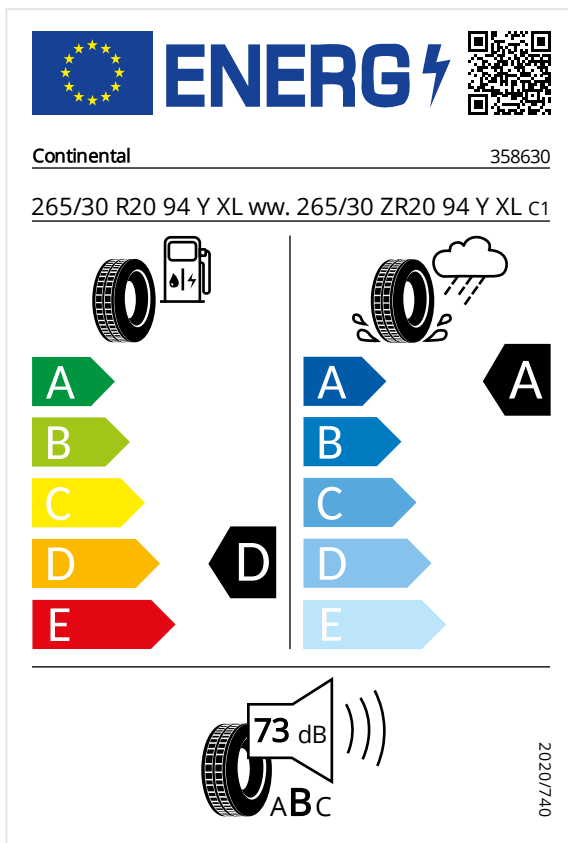 ENERG
Continental 358630
265/30 R20 94 Y XL ww. 265/30 ZR20 94 Y XL C1
A A A
B B
C C
D D D
E E
73 dB
ABC
2020/740